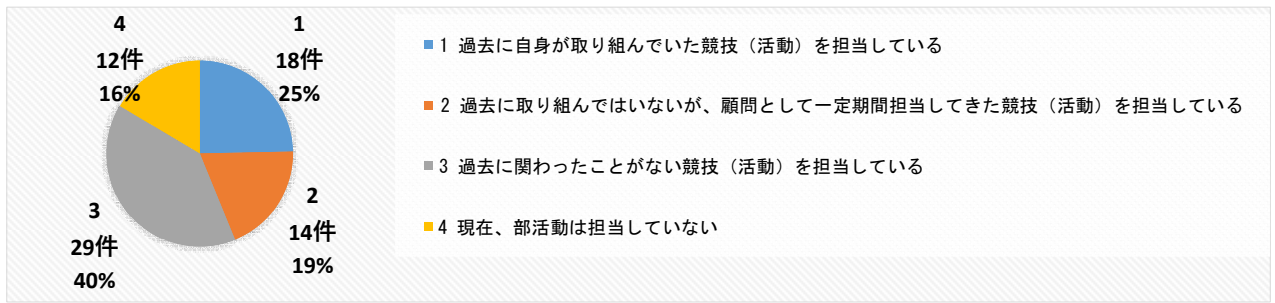 4
12件
16%
1
18件
25%
3
29件
40%
2
14件
19%
1 過去に自身が取り組んでいた競技（活動）を担当している
2 過去に取り組んではいないが、顧問として一定期間担当してきた競技（活動）を担当している
3 過去に関わったことがない競技（活動）を担当している
4 現在、部活動は担当していない